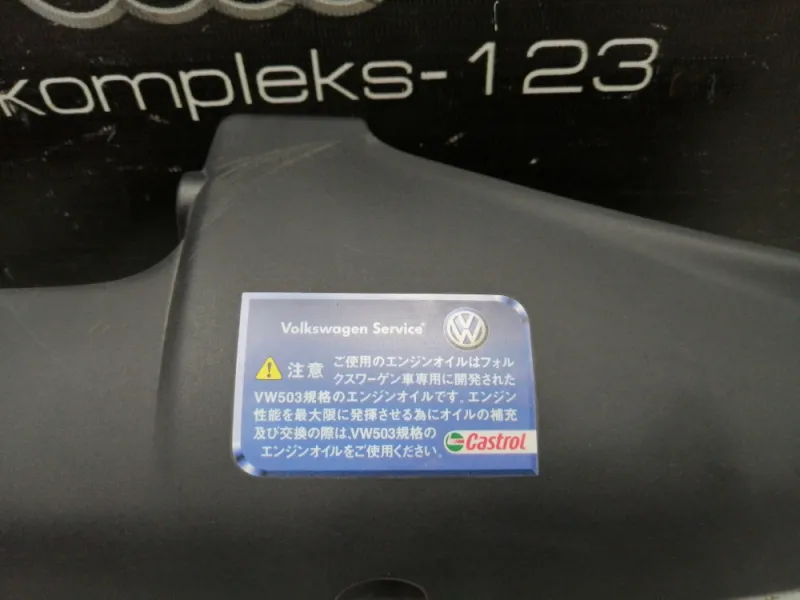 kompleks-123
Volkswagen Service®
注意
ご使用のエンジンオイルはフォル
クスワーゲン車専用に開発された
VW503規格のエンジンオイルです。エンジン
性能を最大限に発揮させる為にオイルの補充
及び交換の際は、VW503規格の
エンジンオイルをご使用ください。
Castrol